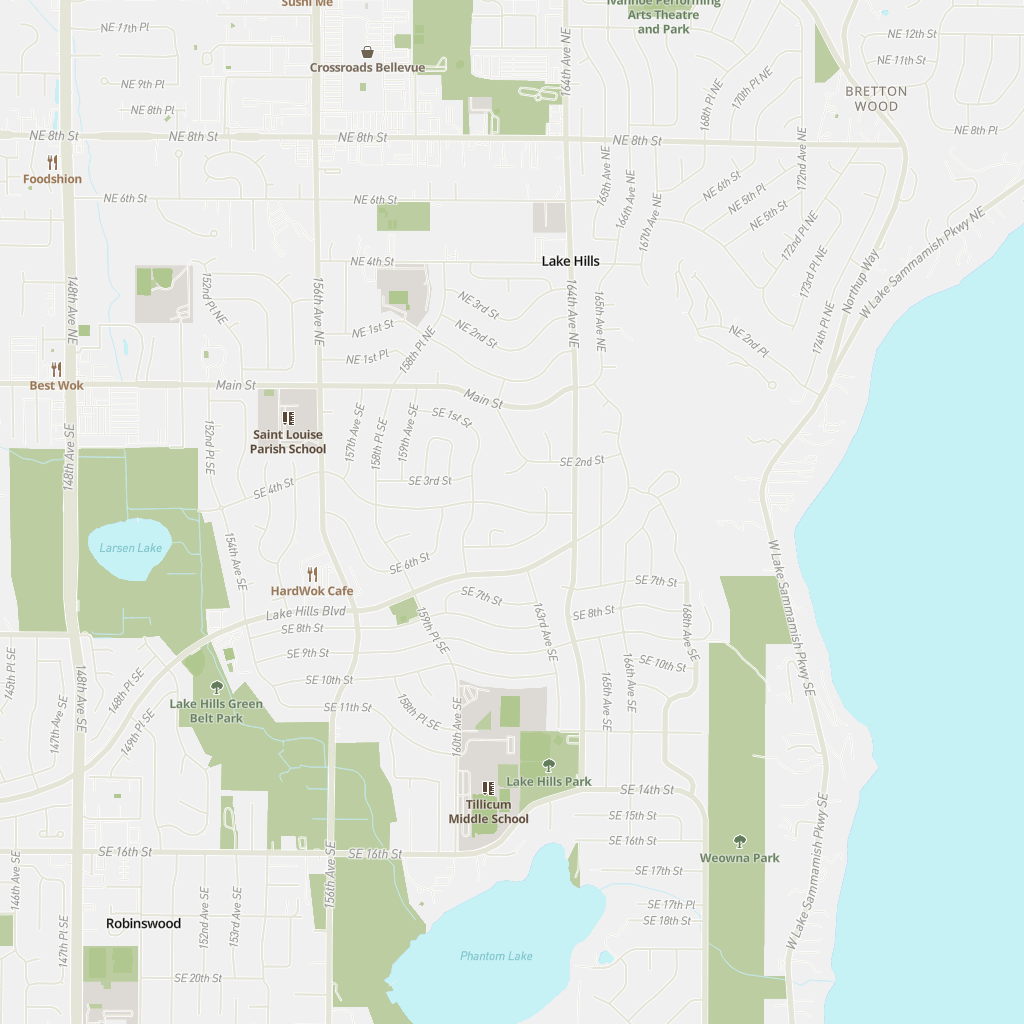 Sushi Me
Ivanhoe Performing
Arts Theatre
and Park
NE 11th Pl
NE 12th St
164th Ave NE
NE 11th St
Crossroads Bellevue
NE 9th Pl
168th Pl NE
170th Pl NE
BRETTON
WOOD
NE 8th Pl
NE 8th St
NE 8th St
NE 8th St
NE 8th St
NE 8th Pl
Foodshion
165th Ave NE
166th Ave NE
167th Ave NE
172nd Ave NE
NE 6th St
NE 6th St
NE 6th St
NE 5th Pl
NE 5th St
172nd Pl NE
173rd Pl NE
174th Pl NE
Northup Way
W Lake Sammamish Pkwy NE
Lake Hills
NE 4th St
148th Ave NE
152nd Pl NE
156th Ave NE
164th Ave NE
165th Ave NE
NE 3rd St
NE 2nd St
NE 1st St
NE 1st Pl
158th Pl NE
NE 2nd Pl
Best Wok
Main St
Main St
Saint Louise
Parish School
148th Ave SE
152nd Pl SE
157th Ave SE
158th Pl SE
159th Ave SE
SE 1st St
SE 2nd St
SE 3rd St
SE 4th St
Larsen Lake
154th Ave SE
SE 6th St
W Lake Sammamish Pkwy SE
HardWok Cafe
Lake Hills Blvd
SE 7th St
SE 7th St
SE 8th St
SE 8th St
159th Pl SE
163rd Ave SE
168th Ave SE
SE 9th St
SE 10th St
SE 10th St
145th Pl SE
148th Ave SE
148th Pl SE
149th Pl SE
147th Ave SE
Lake Hills Green
Belt Park
SE 11th St
158th Pl SE
160th Ave SE
165th Ave SE
166th Ave SE
Lake Hills Park
Tillicum
Middle School
SE 14th St
SE 15th St
SE 16th St
SE 16th St
SE 16th St
156th Ave SE
Weowna Park
SE 17th St
SE 17th Pl
SE 18th St
W Lake Sammamish Pkwy SE
146th Ave SE
147th Pl SE
152nd Ave SE
153rd Ave SE
Robinswood
Phantom Lake
SE 20th St